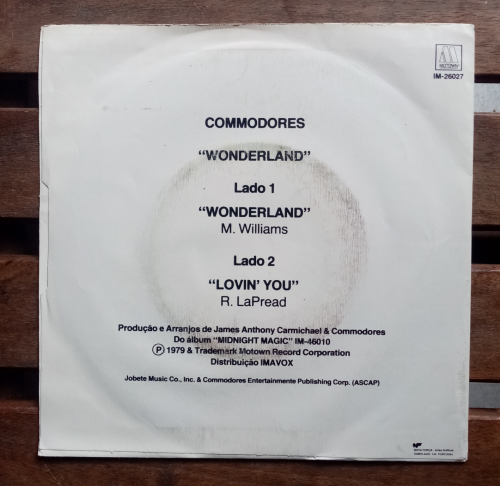 MOTOWN
IM-26027
COMMODORES
"WONDERLAND"
Lado 1
"WONDERLAND"
M. Williams
Lado 2
"LOVIN' YOU"
R. LaPread
Produção e Arranjos de James Anthony Carmichael & Commodores
Do álbum "MIDNIGHT MAGIC" IM-46010
Ⓟ 1979 & Trademark Motown Record Corporation
Distribuição IMAVOX
Jobete Music Co., Inc. & Commodores Entertainmente Publishing Corp. (ASCAP)